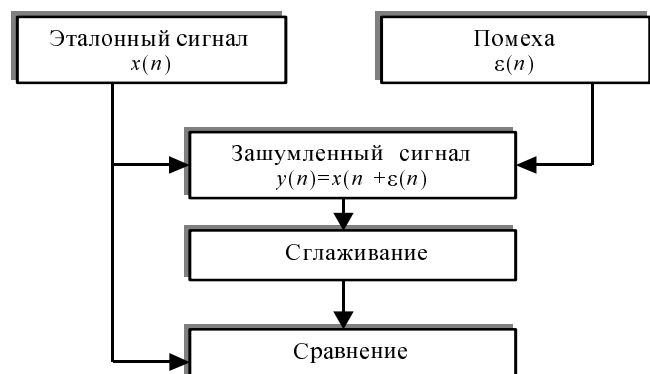 Эталонный сигнал
x(n)
Помеха
ε(n)
Зашумленный сигнал
y(n)=x(n +ε(n)
Сглаживание
Сравнение